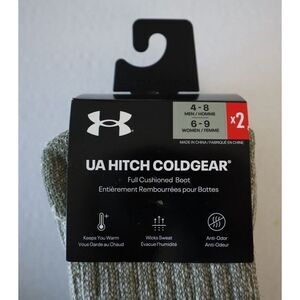 4 - 8
MEN / HOMME
6 - 9
WOMEN / FEMME
x2
MADE IN CHINA / FABRIQUÉ EN CHINE
UA HITCH COLDGEAR®
Full Cushioned Boot
Entièrement Rembourrées pour Bottes
Keeps You Warm
Vous Garde au Chaud
Wicks Sweat
Évacue l'humidité
Anti-Odor
Anti-Odeur